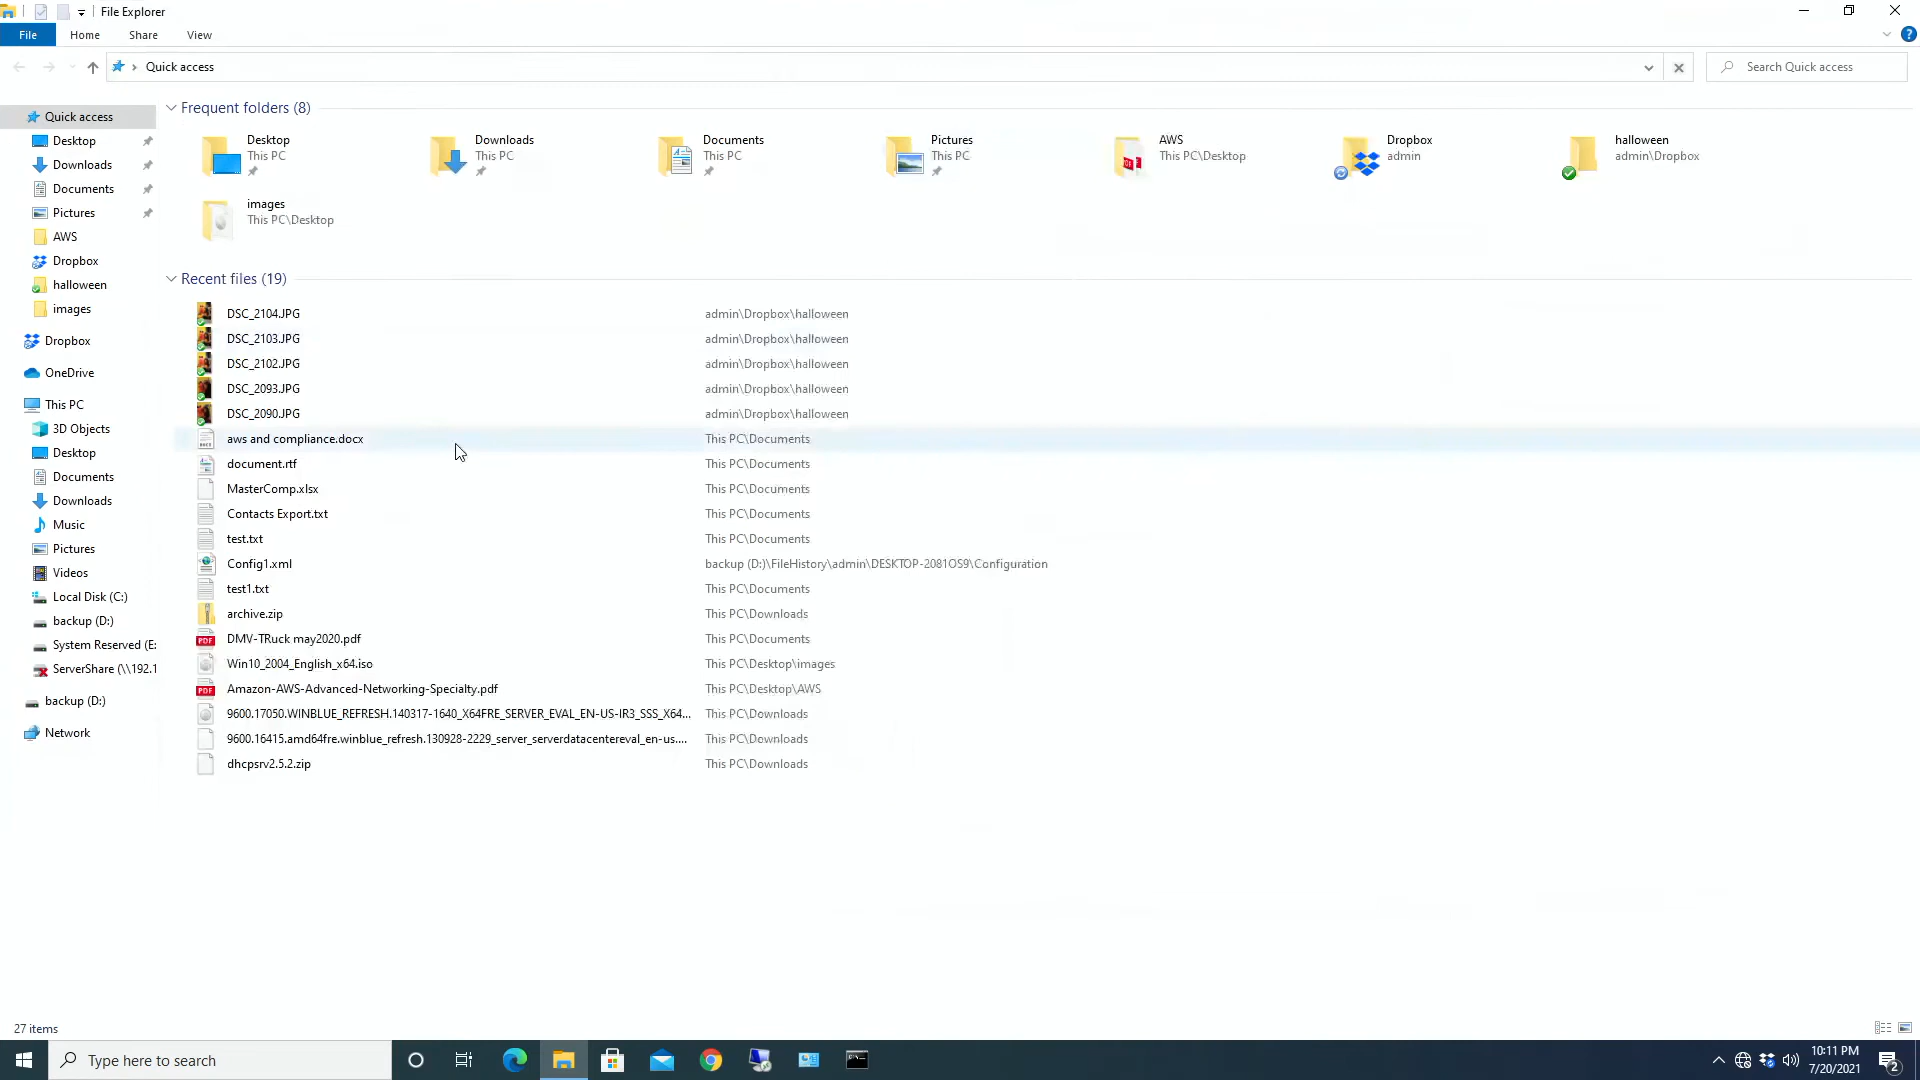 File Explorer
File Home Share View
Quick access
Search Quick access
Quick access
Desktop
Downloads
Documents
Pictures
AWS
Dropbox
halloween
images
Dropbox
OneDrive
This PC
3D Objects
Desktop
Documents
Downloads
Music
Pictures
Videos
Local Disk (C:)
backup (D:)
System Reserved (E:
ServerShare (\\192.1
backup (D:)
Network
Frequent folders (8)
Desktop
This PC
Downloads
This PC
Documents
This PC
Pictures
This PC
AWS
This PC\Desktop
Dropbox
admin
halloween
admin\Dropbox
images
This PC\Desktop
Recent files (19)
DSC_2104.JPG admin\Dropbox\halloween
DSC_2103.JPG admin\Dropbox\halloween
DSC_2102.JPG admin\Dropbox\halloween
DSC_2093.JPG admin\Dropbox\halloween
DSC_2090.JPG admin\Dropbox\halloween
aws and compliance.docx This PC\Documents
document.rtf This PC\Documents
MasterComp.xlsx This PC\Documents
Contacts Export.txt This PC\Documents
test.txt This PC\Documents
Config1.xml backup (D:)\FileHistory\admin\DESKTOP-2081OS9\Configuration
test1.txt This PC\Documents
archive.zip This PC\Downloads
DMV-TRuck may2020.pdf This PC\Documents
Win10_2004_English_x64.iso This PC\Desktop\images
Amazon-AWS-Advanced-Networking-Specialty.pdf This PC\Desktop\AWS
9600.17050.WINBLUE_REFRESH.140317-1640_X64FRE_SERVER_EVAL_EN-US-IR3_SSS_X64... This PC\Downloads
9600.16415.amd64fre.winblue_refresh.130928-2229_server_serverdatacentereval_en-us.... This PC\Downloads
dhcpsrv2.5.2.zip This PC\Downloads
27 items
Type here to search
10:11 PM
7/20/2021
2